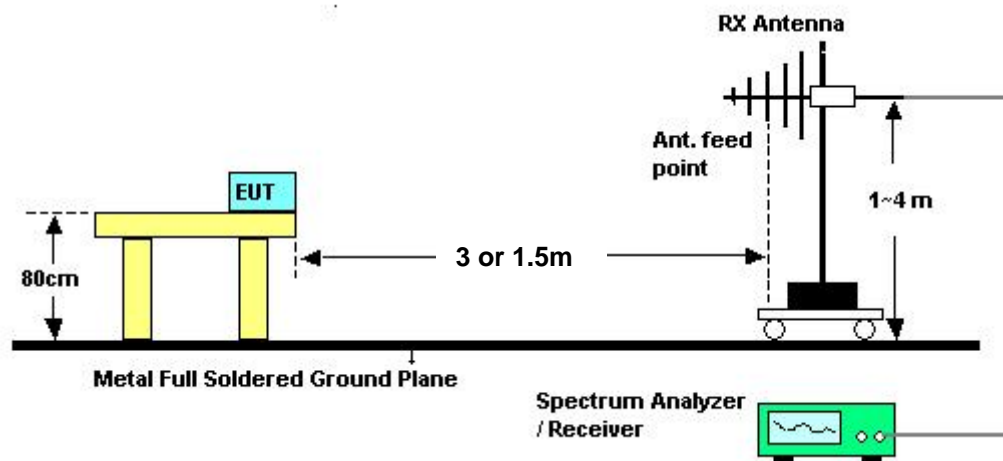 RX Antenna
Ant. feed
point
EUT
1~4 m
3 or 1.5m
80cm
Metal Full Soldered Ground Plane
Spectrum Analyzer
/ Receiver